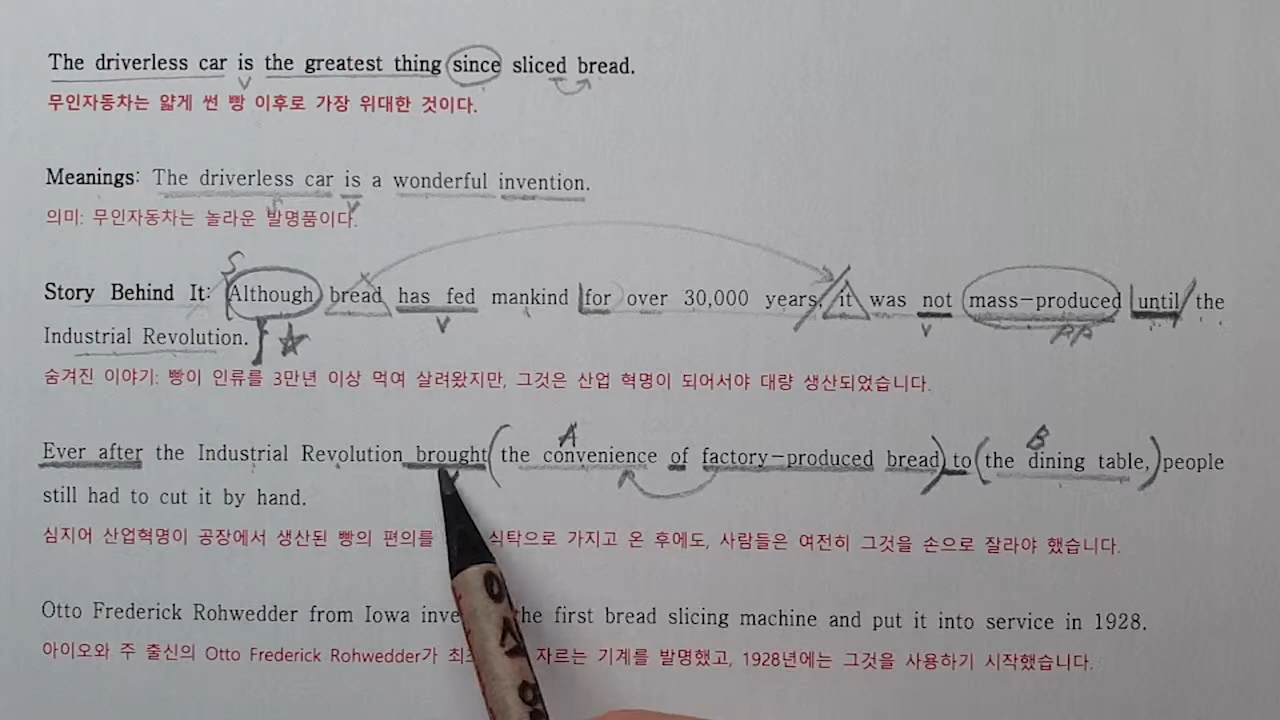 The driverless car is the greatest thing since sliced bread.
V
무인자동차는 얇게 썬 빵 이후로 가장 위대한 것이다.
Meanings: The driverless car is a wonderful invention.
S V
의미: 무인자동차는 놀라운 발명품이다.
S
Story Behind It: Although bread has fed mankind for over 30,000 years, it was not mass-produced until the
V V PP
Industrial Revolution.
숨겨진 이야기: 빵이 인류를 3만년 이상 먹여 살려왔지만, 그것은 산업 혁명이 되어서야 대량 생산되었습니다.
A B
Ever after the Industrial Revolution brought (the convenience of factory-produced bread) to (the dining table,) people
still had to cut it by hand.
심지어 산업혁명이 공장에서 생산된 빵의 편의를 식탁으로 가지고 온 후에도, 사람들은 여전히 그것을 손으로 잘라야 했습니다.
Otto Frederick Rohwedder from Iowa inve the first bread slicing machine and put it into service in 1928.
아이오와 주 출신의 Otto Frederick Rohwedder가 최 자르는 기계를 발명했고, 1928년에는 그것을 사용하기 시작했습니다.